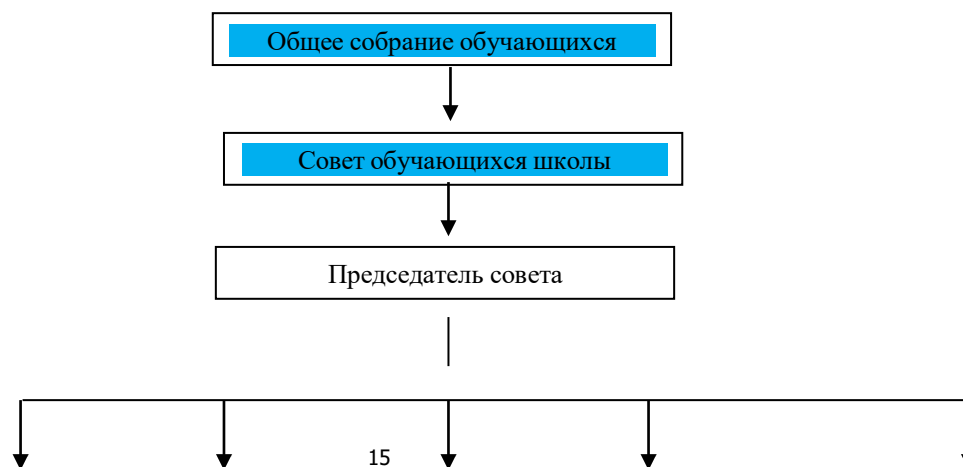 Общее собрание обучающихся
Совет обучающихся школы
Председатель совета
15